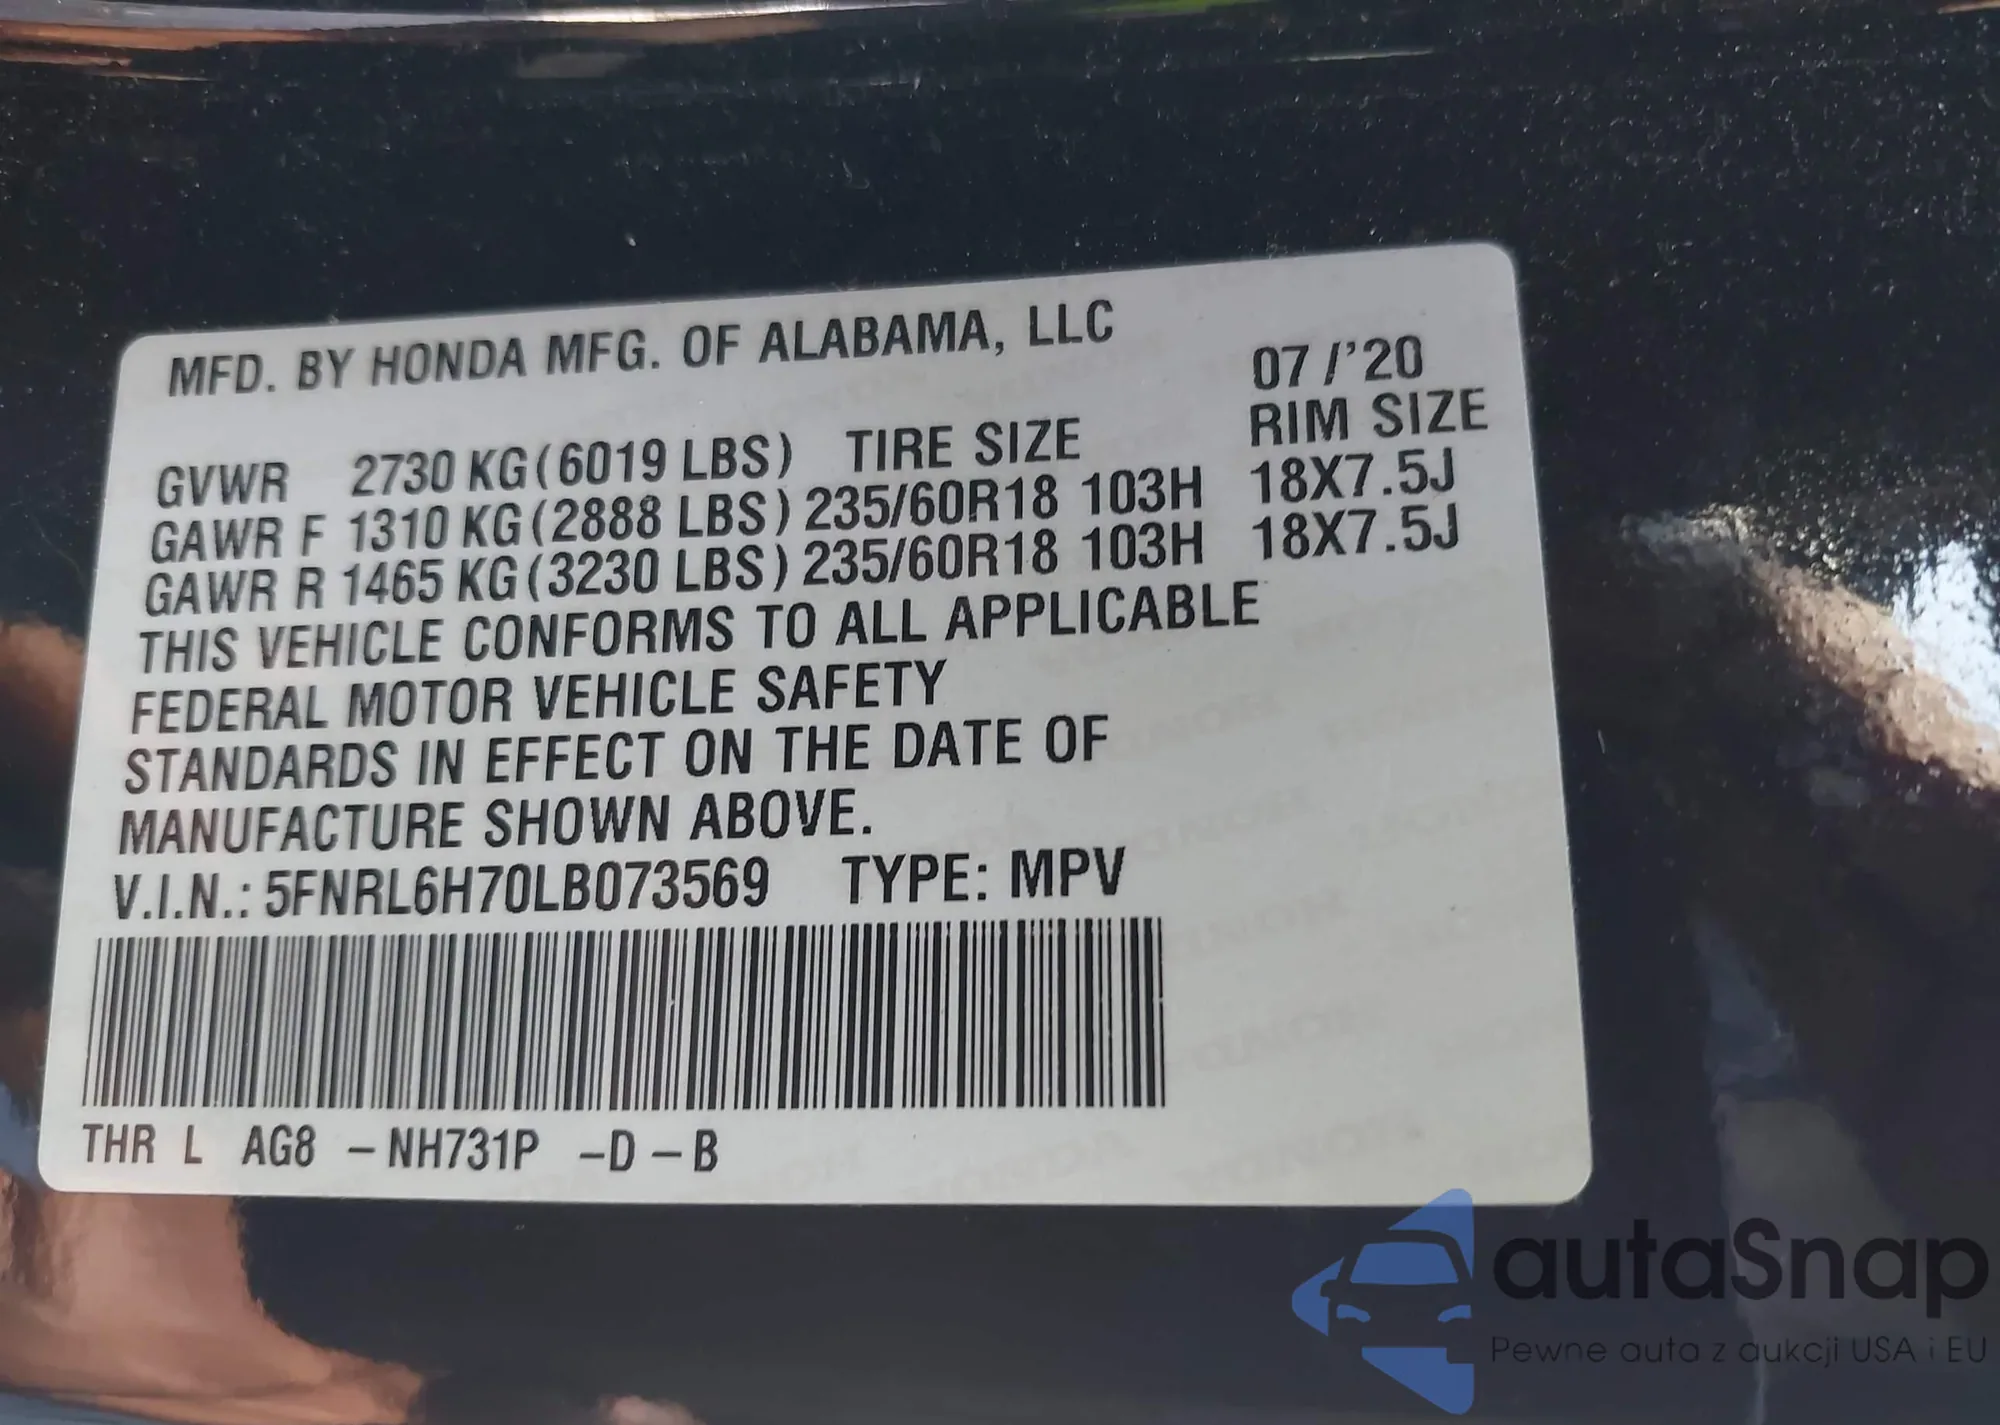 MFD. BY HONDA MFG. OF ALABAMA, LLC
07/'20
GVWR 2730 KG(6019 LBS) TIRE SIZE RIM SIZE
GAWR F 1310 KG(2888 LBS) 235/60R18 103H 18X7.5J
GAWR R 1465 KG(3230 LBS) 235/60R18 103H 18X7.5J
THIS VEHICLE CONFORMS TO ALL APPLICABLE
FEDERAL MOTOR VEHICLE SAFETY
STANDARDS IN EFFECT ON THE DATE OF
MANUFACTURE SHOWN ABOVE.
V.I.N.: 5FNRL6H70LB073569 TYPE: MPV
THR L AG8 -NH731P -D-B
autaSnap
Pewne auta z aukcji USA i EU